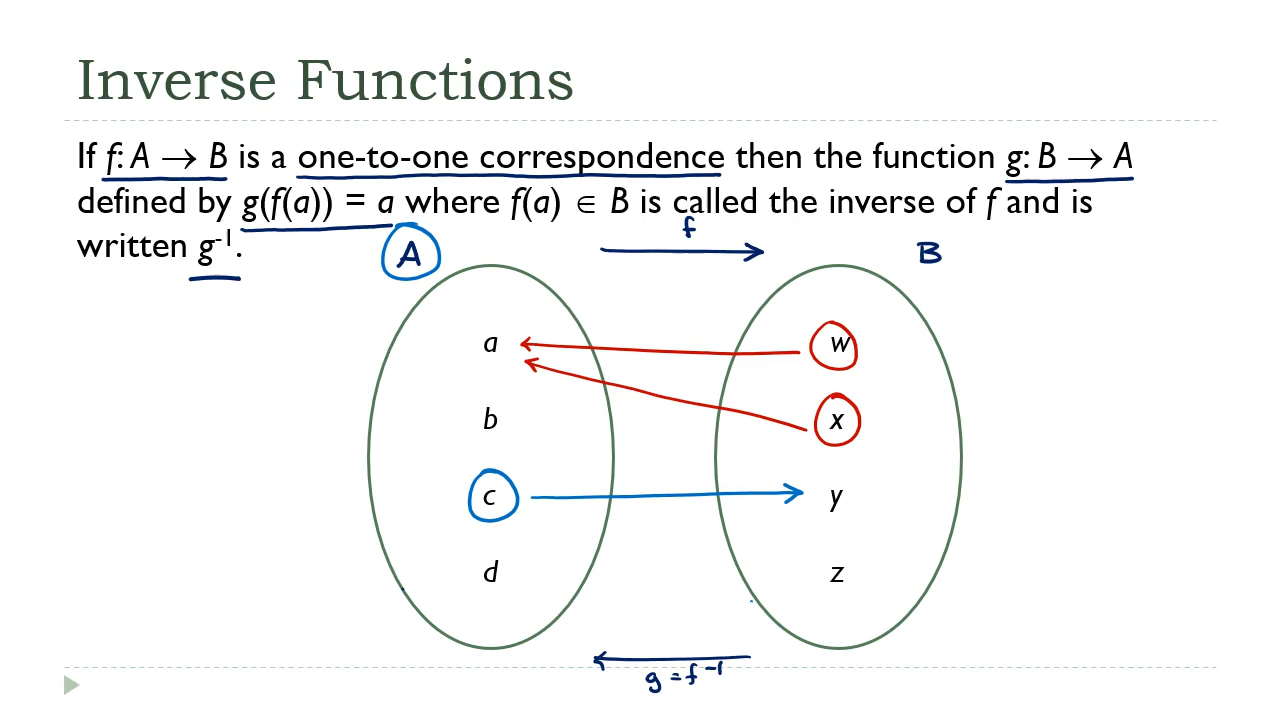 Inverse Functions
If f: A → B is a one-to-one correspondence then the function g: B → A
defined by g(f(a)) = a where f(a) ∈ B is called the inverse of f and is
written g⁻¹.
f
A B
a w
b x
c y
d z
g = f⁻¹